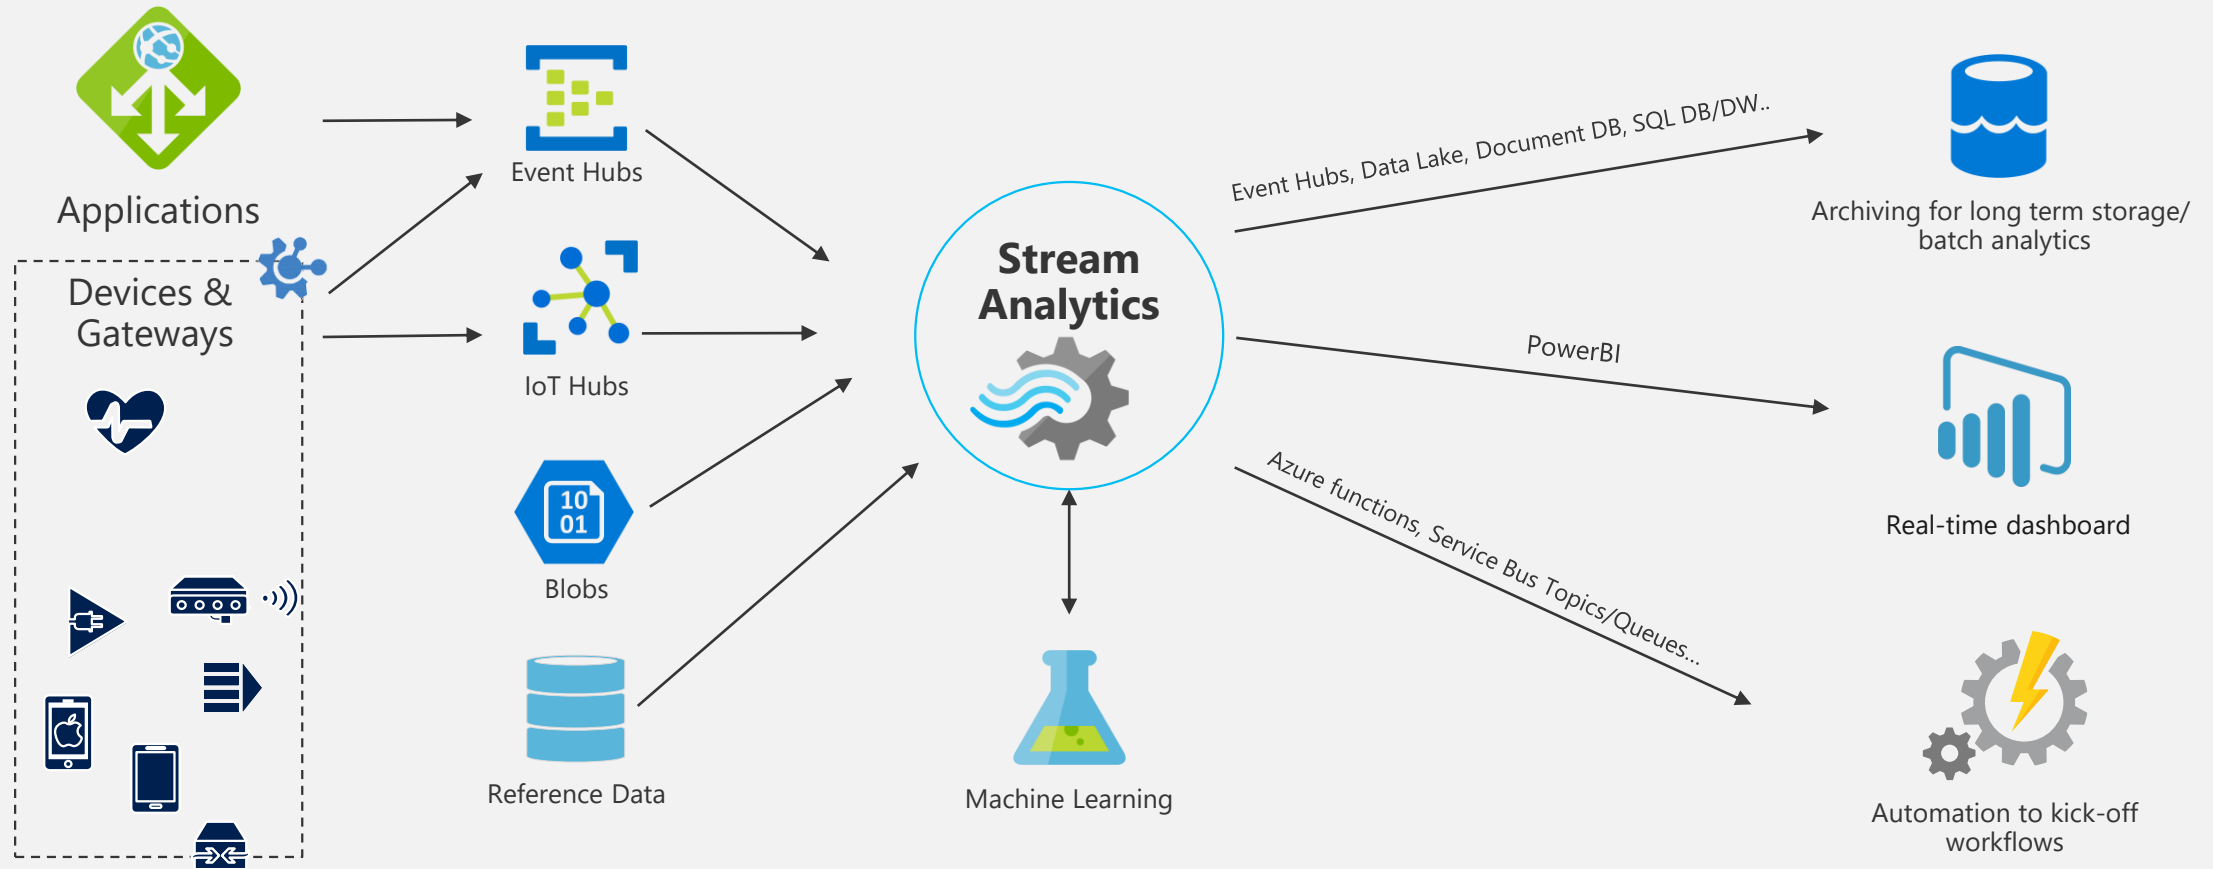 Applications
Devices &
Gateways
Event Hubs
IoT Hubs
10
01
Blobs
Reference Data
Stream
Analytics
Machine Learning
Event Hubs, Data Lake, Document DB, SQL DB/DW..
PowerBI
Azure functions, Service Bus Topics/Queues...
Archiving for long term storage/
batch analytics
Real-time dashboard
Automation to kick-off
workflows